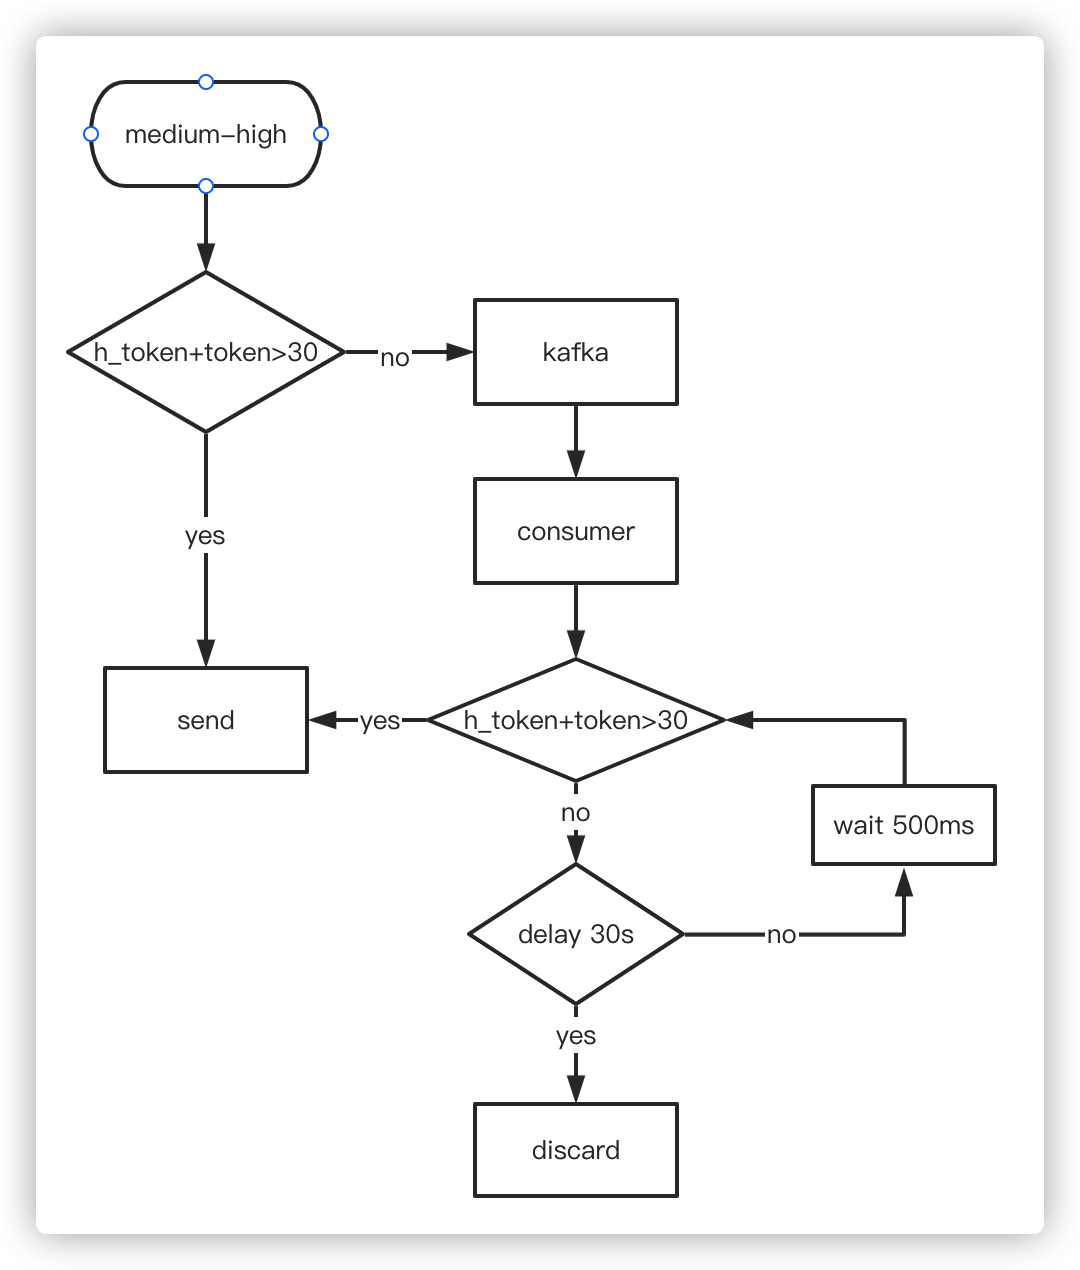 medium-high
h_token+token>30
no
kafka
consumer
yes
send
yes
h_token+token>30
no
wait 500ms
delay 30s
no
yes
discard